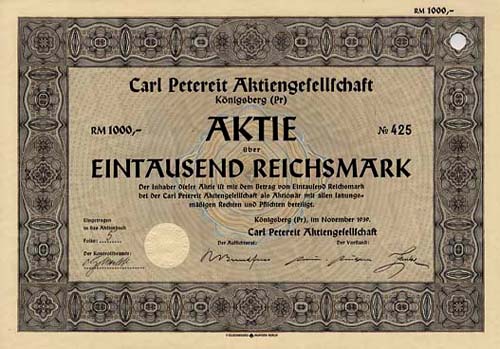 RM 1000,-
Carl Petereit Aktiengesellschaft
Königsberg (Pr)
RM 1000,-
AKTIE
№ 425
über
EINTAUSEND REICHSMARK
Der Inhaber dieser Aktie ist mit dem Betrag von Eintausend Reichsmark
bei der Carl Petereit Aktiengesellschaft als Aktionär mit allen satzungs-
mäßigen Rechten und Pflichten beteiligt.
Königsberg (Pr), im November 1939.
Carl Petereit Aktiengesellschaft
Der Aufsichtsrat:
Der Vorstand:
Eingetragen
in das Aktienbuch
Folio: 5
Der Kontrollbeamte: